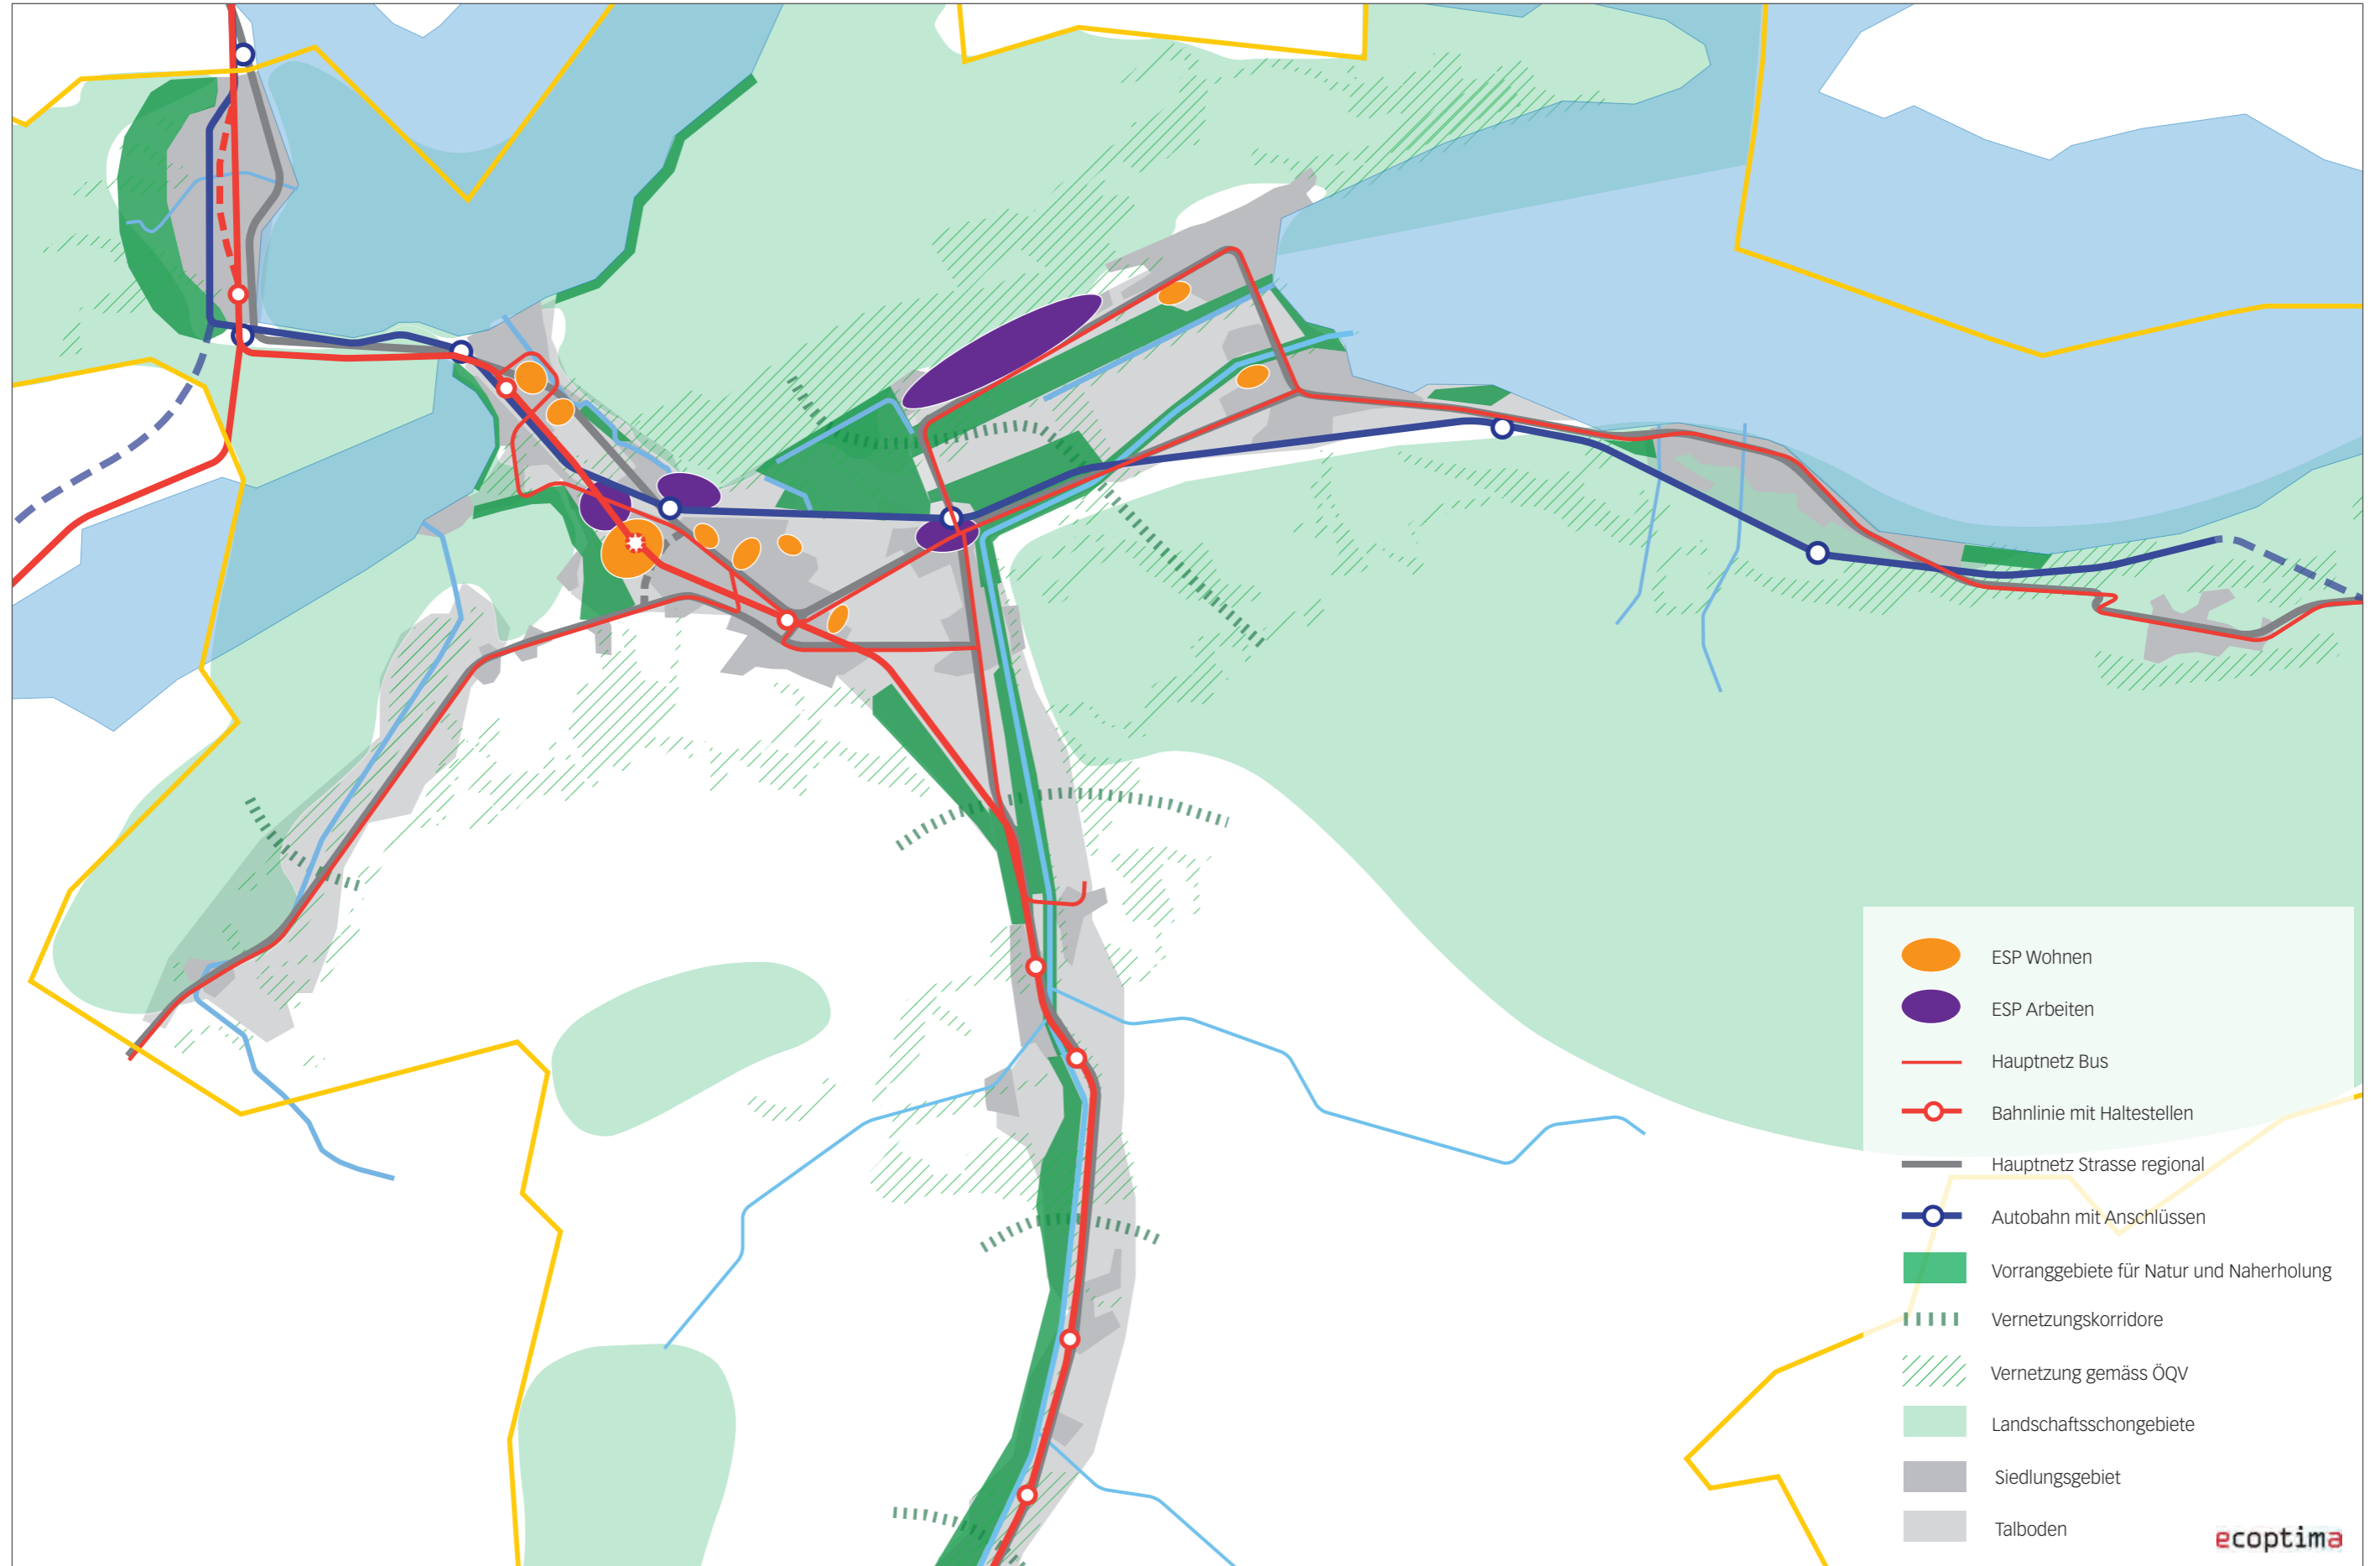 ESP Wohnen
ESP Arbeiten
Hauptnetz Bus
Bahnlinie mit Haltestellen
Hauptnetz Strasse regional
Autobahn mit Anschlüssen
Vorranggebiete für Natur und Naherholung
Vernetzungskorridore
Vernetzung gemäss ÖQV
Landschaftsschongebiete
Siedlungsgebiet
Talboden
ecoptima